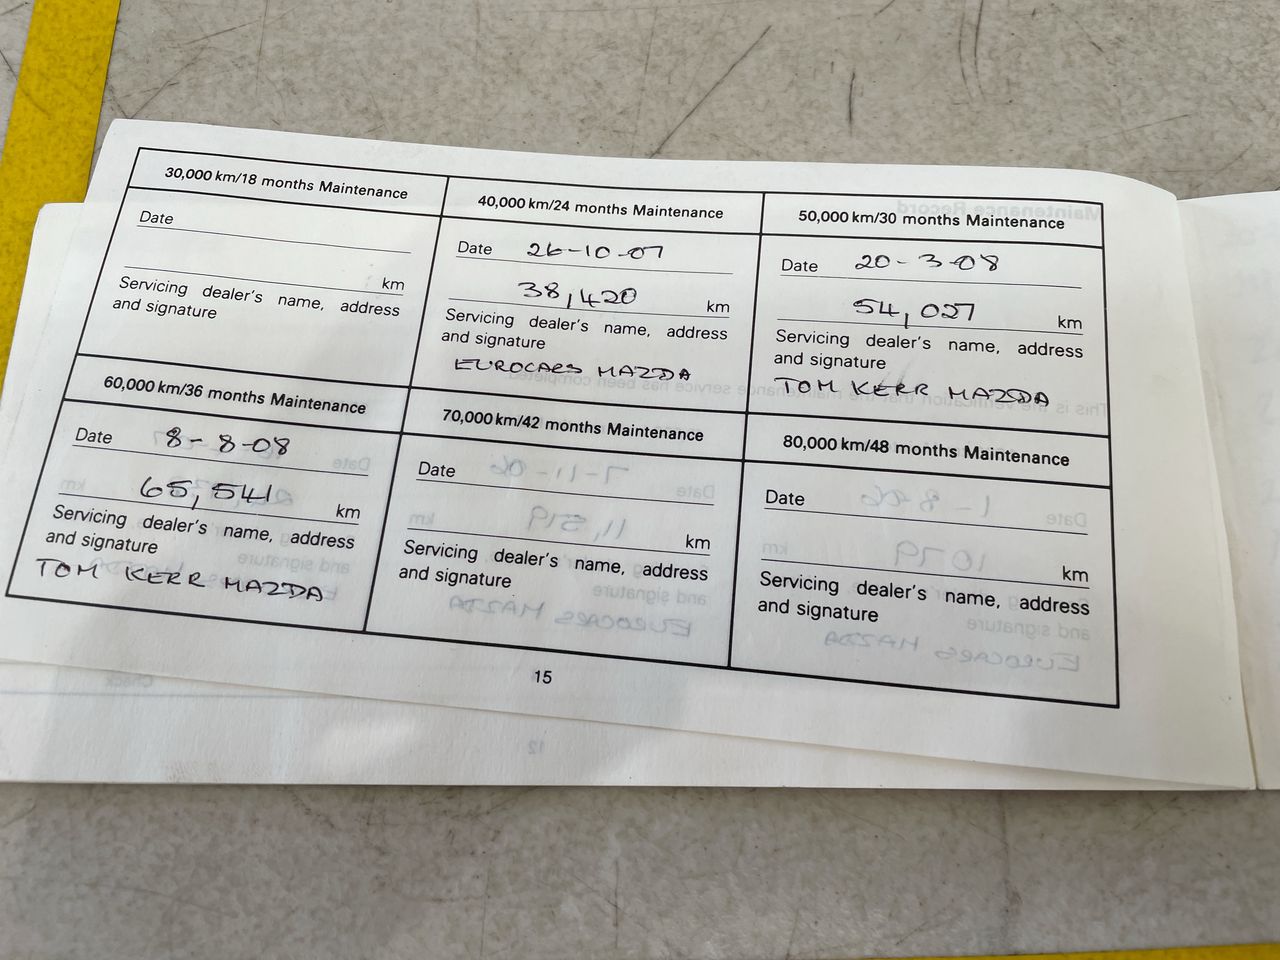 30,000 km/18 months Maintenance
Date
km
Servicing dealer's name, address
and signature
40,000 km/24 months Maintenance
Date 26-10-07
38,420 km
Servicing dealer's name, address
and signature
EUROCARS MAZDA
50,000 km/30 months Maintenance
Date 20-3-08
54,027 km
Servicing dealer's name, address
and signature
TOM KERR MAZDA
60,000 km/36 months Maintenance
Date 8-8-08
65,541 km
Servicing dealer's name, address
and signature
TOM KERR MAZDA
70,000 km/42 months Maintenance
Date
km
Servicing dealer's name, address
and signature
80,000 km/48 months Maintenance
Date
km
Servicing dealer's name, address
and signature
15